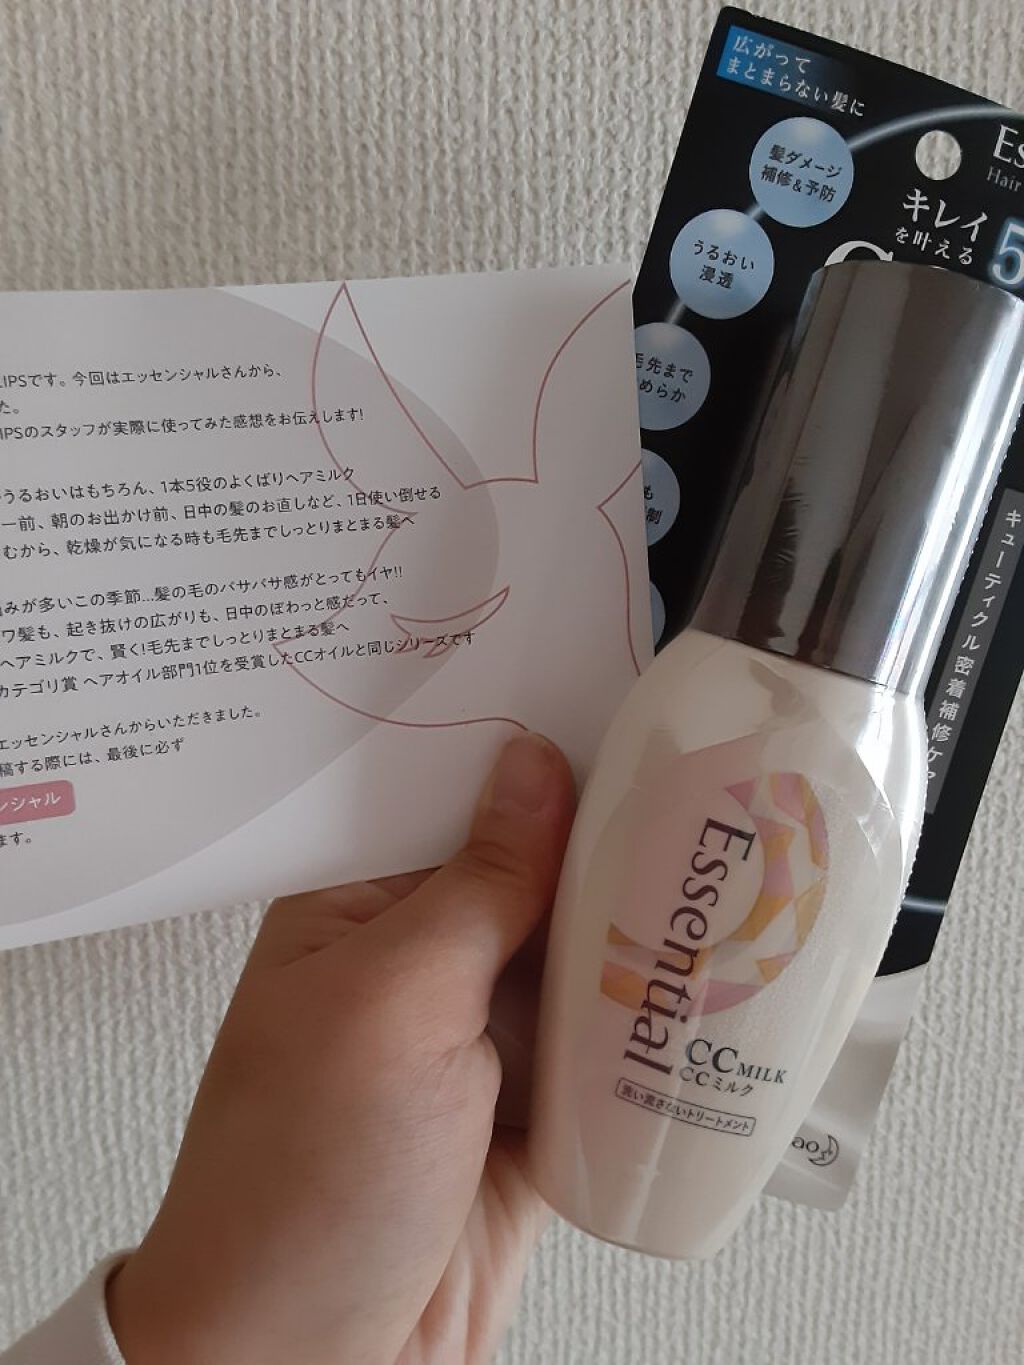 LIPSです。今回はエッセンシャルさんから、
た。
IPSのスタッフが実際に使ってみた感想をお伝えします!
うるおいはもちろん、1本5役のよくばりヘアミルク
ー前、朝のお出かけ前、日中の髪のお直しなど、1日使い倒せる
むから、乾燥が気になる時も毛先までしっとりまとまる髪へ
みが多いこの季節…髪の毛のパサパサ感がとってもイヤ!!
ワ髪も、起き抜けの広がりも、日中のぼわっと感だって、
ヘアミルクで、賢く!毛先までしっとりまとまる髪へ
カテゴリ賞 ヘアオイル部門1位を受賞したCCオイルと同じシリーズです
エッセンシャルさんからいただきました。
稿する際には、最後に必ず
ンシャル
ます。
広がって
まとまらない髪に
髪ダメージ
補修&予防
うるおい
浸透
毛先まで
めらか
も
制
Es
Hair
キレイ
を叶える
5
C
キューティクル密着補修ケア
Essential
CC MILK
CCミルク
洗い流さないトリートメント
ao